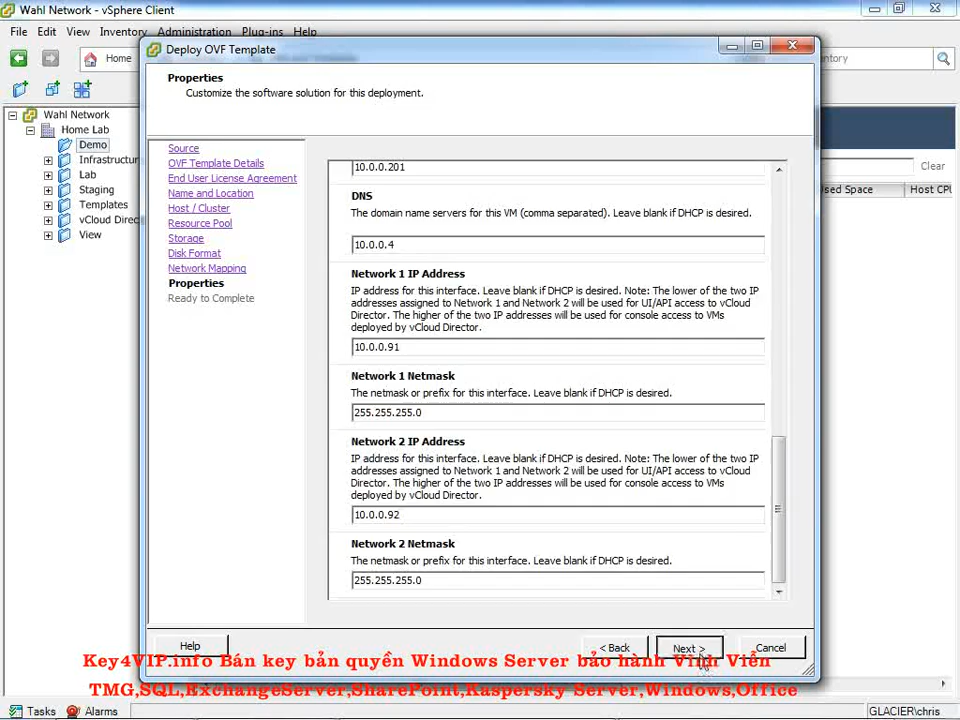 Wahl Network - vSphere Client
File Edit View Inventory Administration Plug-ins Help
Home
Deploy OVF Template
Properties
Customize the software solution for this deployment.
Wahl Network
Home Lab
Demo
Infrastructur
Lab
Staging
Templates
vCloud Direc
View
Clear
Host CPU
Source
OVF Template Details
End User License Agreement
Name and Location
Host / Cluster
Resource Pool
Storage
Disk Format
Network Mapping
Properties
Ready to Complete
10.0.0.201
DNS
The domain name servers for this VM (comma separated). Leave blank if DHCP is desired.
10.0.0.4
Network 1 IP Address
IP address for this interface. Leave blank if DHCP is desired. Note: The lower of the two IP
addresses assigned to Network 1 and Network 2 will be used for UI/API access to vCloud
Director. The higher of the two IP addresses will be used for console access to VMs
deployed by vCloud Director.
10.0.0.91
Network 1 Netmask
The netmask or prefix for this interface. Leave blank if DHCP is desired.
255.255.255.0
Network 2 IP Address
IP address for this interface. Leave blank if DHCP is desired. Note: The lower of the two IP
addresses assigned to Network 1 and Network 2 will be used for UI/API access to vCloud
Director. The higher of the two IP addresses will be used for console access to VMs
deployed by vCloud Director.
10.0.0.92
Network 2 Netmask
The netmask or prefix for this interface. Leave blank if DHCP is desired.
255.255.255.0
Help < Back Next > Cancel
Key4VIP.info Bán key bản quyền Windows Server bảo hành Vĩnh Viễn
TMG,SQL,ExchangeServer,SharePoint,Kaspersky Server,Windows,Office
Tasks Alarms GLACIER\chris